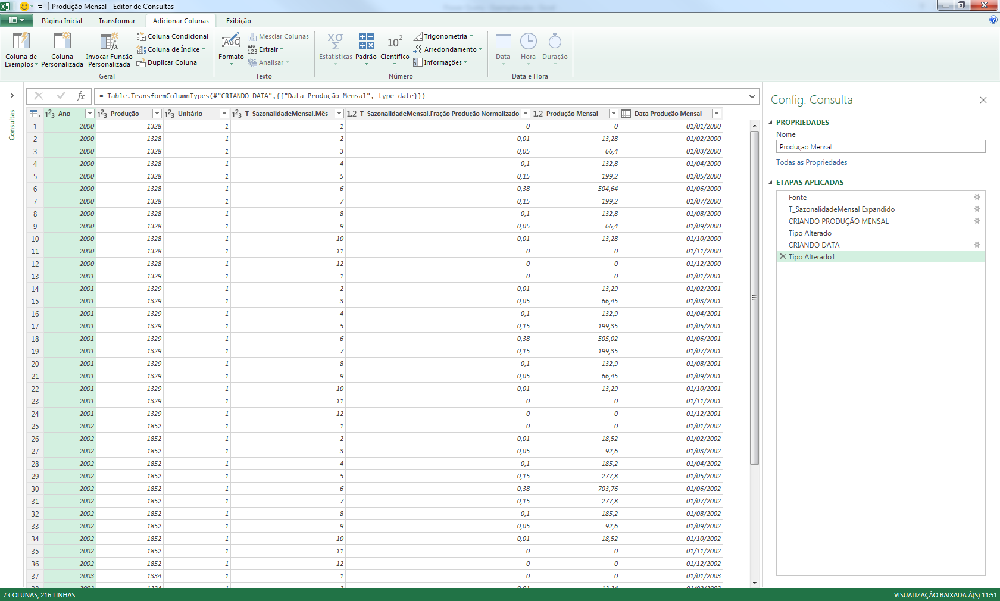 Produção Mensal - Editor de Consultas
Página Inicial Transformar Adicionar Colunas Exibição
Coluna de Exemplos
Coluna Personalizada
Invocar Função Personalizada
Coluna Condicional
Coluna de Índice
Duplicar Coluna
Geral
ABC
Formato
Mesclar Colunas
ABC 123 Extrair
abc Analisar
Texto
XΣσ Estatísticas
Padrão
10² Científico
Trigonometria
.00 Arredondamento
Informações
Número
Data
Hora
Duração
Data e Hora
Consultas
fx = Table.TransformColumnTypes(#"CRIANDO DATA",{{"Data Produção Mensal", type date}})
1²3 Ano 1²3 Produção 1²3 Unitário 1²3 T_SazonalidadeMensal.Mês 1.2 T_SazonalidadeMensal.Fração Produção Normalizado 1.2 Produção Mensal Data Produção Mensal
1 2000 1328 1 1 0 0 01/01/2000
2 2000 1328 1 2 0,01 13,28 01/02/2000
3 2000 1328 1 3 0,05 66,4 01/03/2000
4 2000 1328 1 4 0,1 132,8 01/04/2000
5 2000 1328 1 5 0,15 199,2 01/05/2000
6 2000 1328 1 6 0,38 504,64 01/06/2000
7 2000 1328 1 7 0,15 199,2 01/07/2000
8 2000 1328 1 8 0,1 132,8 01/08/2000
9 2000 1328 1 9 0,05 66,4 01/09/2000
10 2000 1328 1 10 0,01 13,28 01/10/2000
11 2000 1328 1 11 0 0 01/11/2000
12 2000 1328 1 12 0 0 01/12/2000
13 2001 1329 1 1 0 0 01/01/2001
14 2001 1329 1 2 0,01 13,29 01/02/2001
15 2001 1329 1 3 0,05 66,45 01/03/2001
16 2001 1329 1 4 0,1 132,9 01/04/2001
17 2001 1329 1 5 0,15 199,35 01/05/2001
18 2001 1329 1 6 0,38 505,02 01/06/2001
19 2001 1329 1 7 0,15 199,35 01/07/2001
20 2001 1329 1 8 0,1 132,9 01/08/2001
21 2001 1329 1 9 0,05 66,45 01/09/2001
22 2001 1329 1 10 0,01 13,29 01/10/2001
23 2001 1329 1 11 0 0 01/11/2001
24 2001 1329 1 12 0 0 01/12/2001
25 2002 1852 1 1 0 0 01/01/2002
26 2002 1852 1 2 0,01 18,52 01/02/2002
27 2002 1852 1 3 0,05 92,6 01/03/2002
28 2002 1852 1 4 0,1 185,2 01/04/2002
29 2002 1852 1 5 0,15 277,8 01/05/2002
30 2002 1852 1 6 0,38 703,76 01/06/2002
31 2002 1852 1 7 0,15 277,8 01/07/2002
32 2002 1852 1 8 0,1 185,2 01/08/2002
33 2002 1852 1 9 0,05 92,6 01/09/2002
34 2002 1852 1 10 0,01 18,52 01/10/2002
35 2002 1852 1 11 0 0 01/11/2002
36 2002 1852 1 12 0 0 01/12/2002
37 2003 1334 1 1 0 0 01/01/2003
Config. Consulta
PROPRIEDADES
Nome
Produção Mensal
Todas as Propriedades
ETAPAS APLICADAS
Fonte
T_SazonalidadeMensal Expandido
CRIANDO PRODUÇÃO MENSAL
Tipo Alterado
CRIANDO DATA
Tipo Alterado1
7 COLUNAS, 216 LINHAS
VISUALIZAÇÃO BAIXADA À(S) 11:51